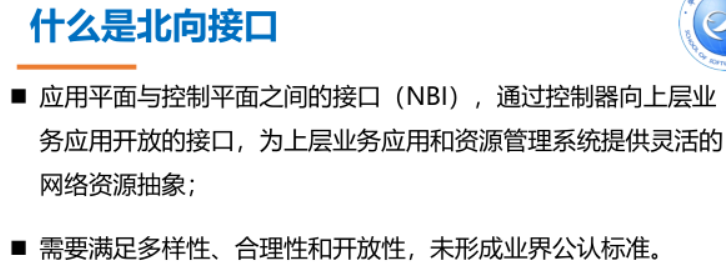 什么是北向接口
■ 应用平面与控制平面之间的接口（NBI），通过控制器向上层业
务应用开放的接口，为上层业务应用和资源管理系统提供灵活的
网络资源抽象；
■ 需要满足多样性、合理性和开放性，未形成业界公认标准。